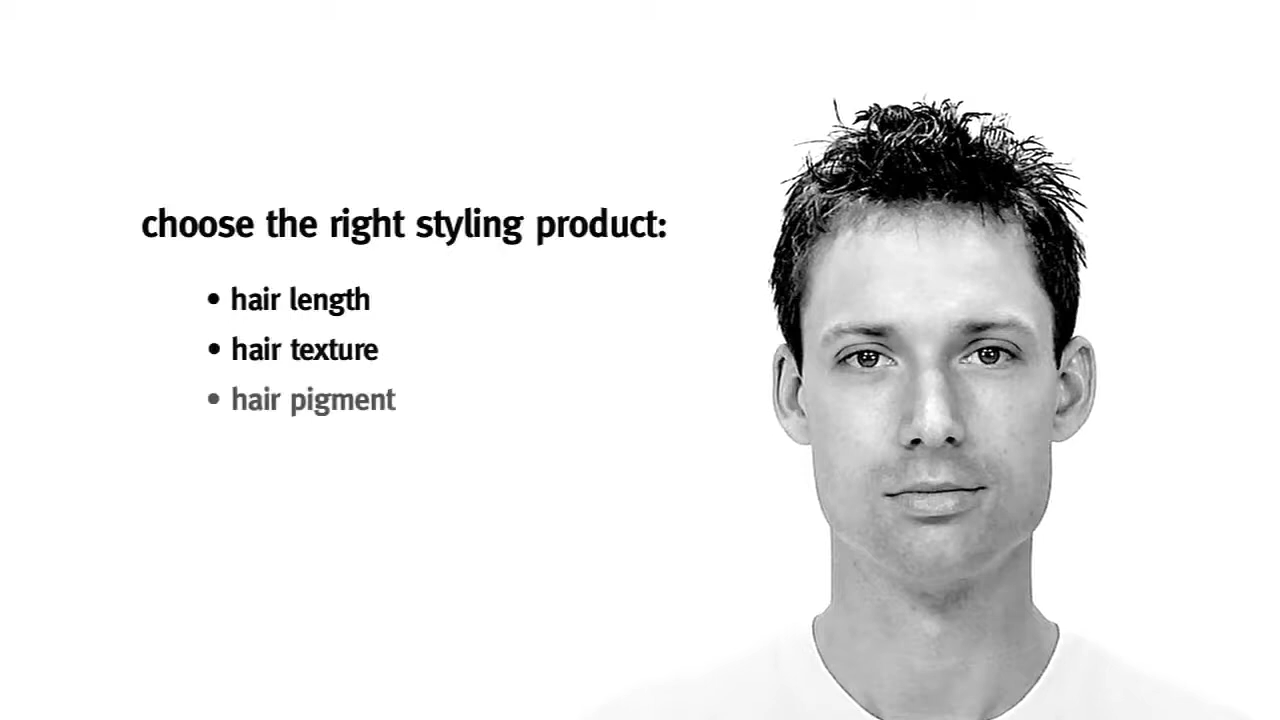 choose the right styling product:
• hair length
• hair texture
• hair pigment